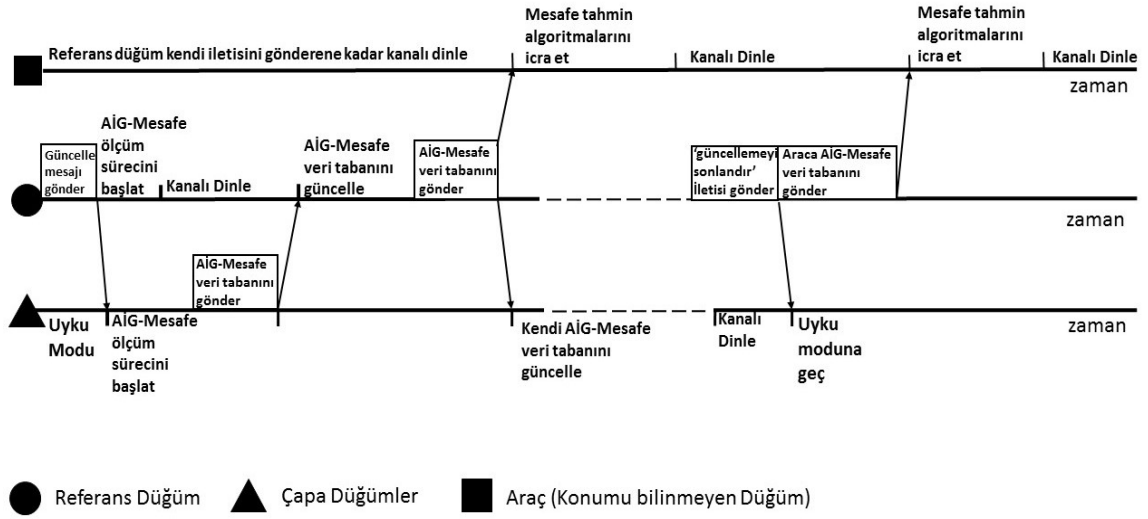 Referans düğüm kendi iletisini gönderene kadar kanalı dinle
Mesafe tahmin
algoritmalarını
icra et
Kanalı Dinle
Mesafe tahmin
algoritmalarını
icra et
Kanalı Dinle
zaman
Güncelle
mesajı
gönder
AİG-Mesafe
ölçüm
sürecini
başlat
Kanalı Dinle
AİG-Mesafe
veri tabanını
güncelle
AİG-Mesafe
veri tabanını
gönder
'güncellemeyi
sonlandır'
İletisi gönder
Araca AİG-Mesafe
veri tabanını
gönder
zaman
AİG-Mesafe
veri tabanını
gönder
Uyku
Modu
AİG-Mesafe
ölçüm
sürecini
başlat
Kendi AİG-Mesafe
veri tabanını
güncelle
Kanalı
Dinle
Uyku
moduna
geç
zaman
Referans Düğüm
Çapa Düğümler
Araç (Konumu bilinmeyen Düğüm)